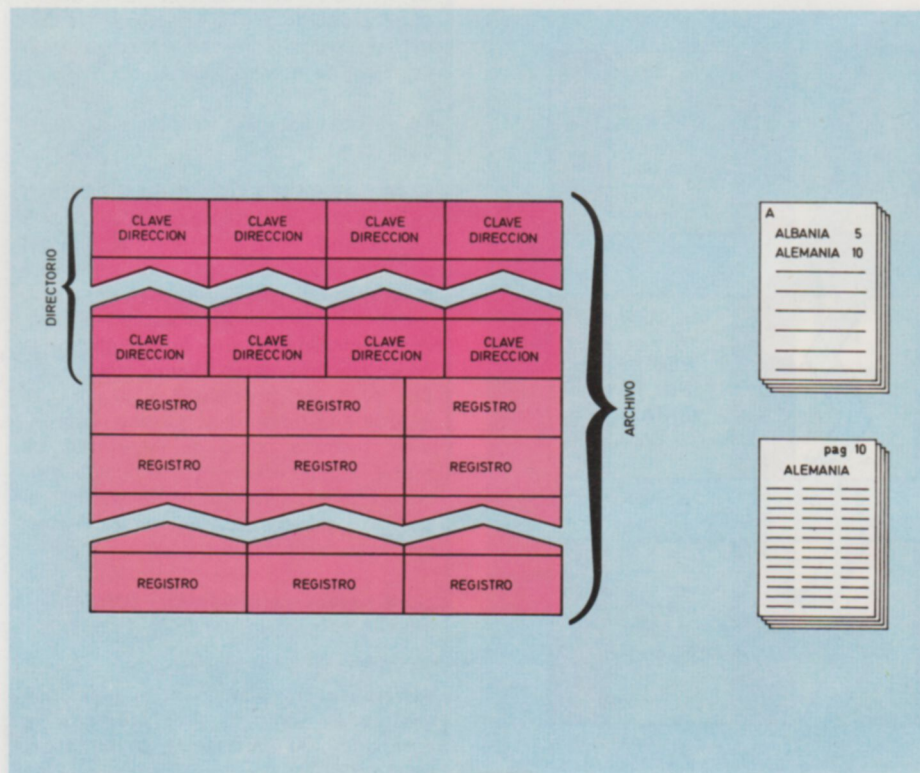 DIRECTORIO
CLAVE DIRECCION
CLAVE DIRECCION
CLAVE DIRECCION
CLAVE DIRECCION
CLAVE DIRECCION
CLAVE DIRECCION
CLAVE DIRECCION
CLAVE DIRECCION
REGISTRO REGISTRO REGISTRO
REGISTRO REGISTRO REGISTRO
REGISTRO REGISTRO REGISTRO
ARCHIVO
A
ALBANIA 5
ALEMANIA 10
pag 10
ALEMANIA